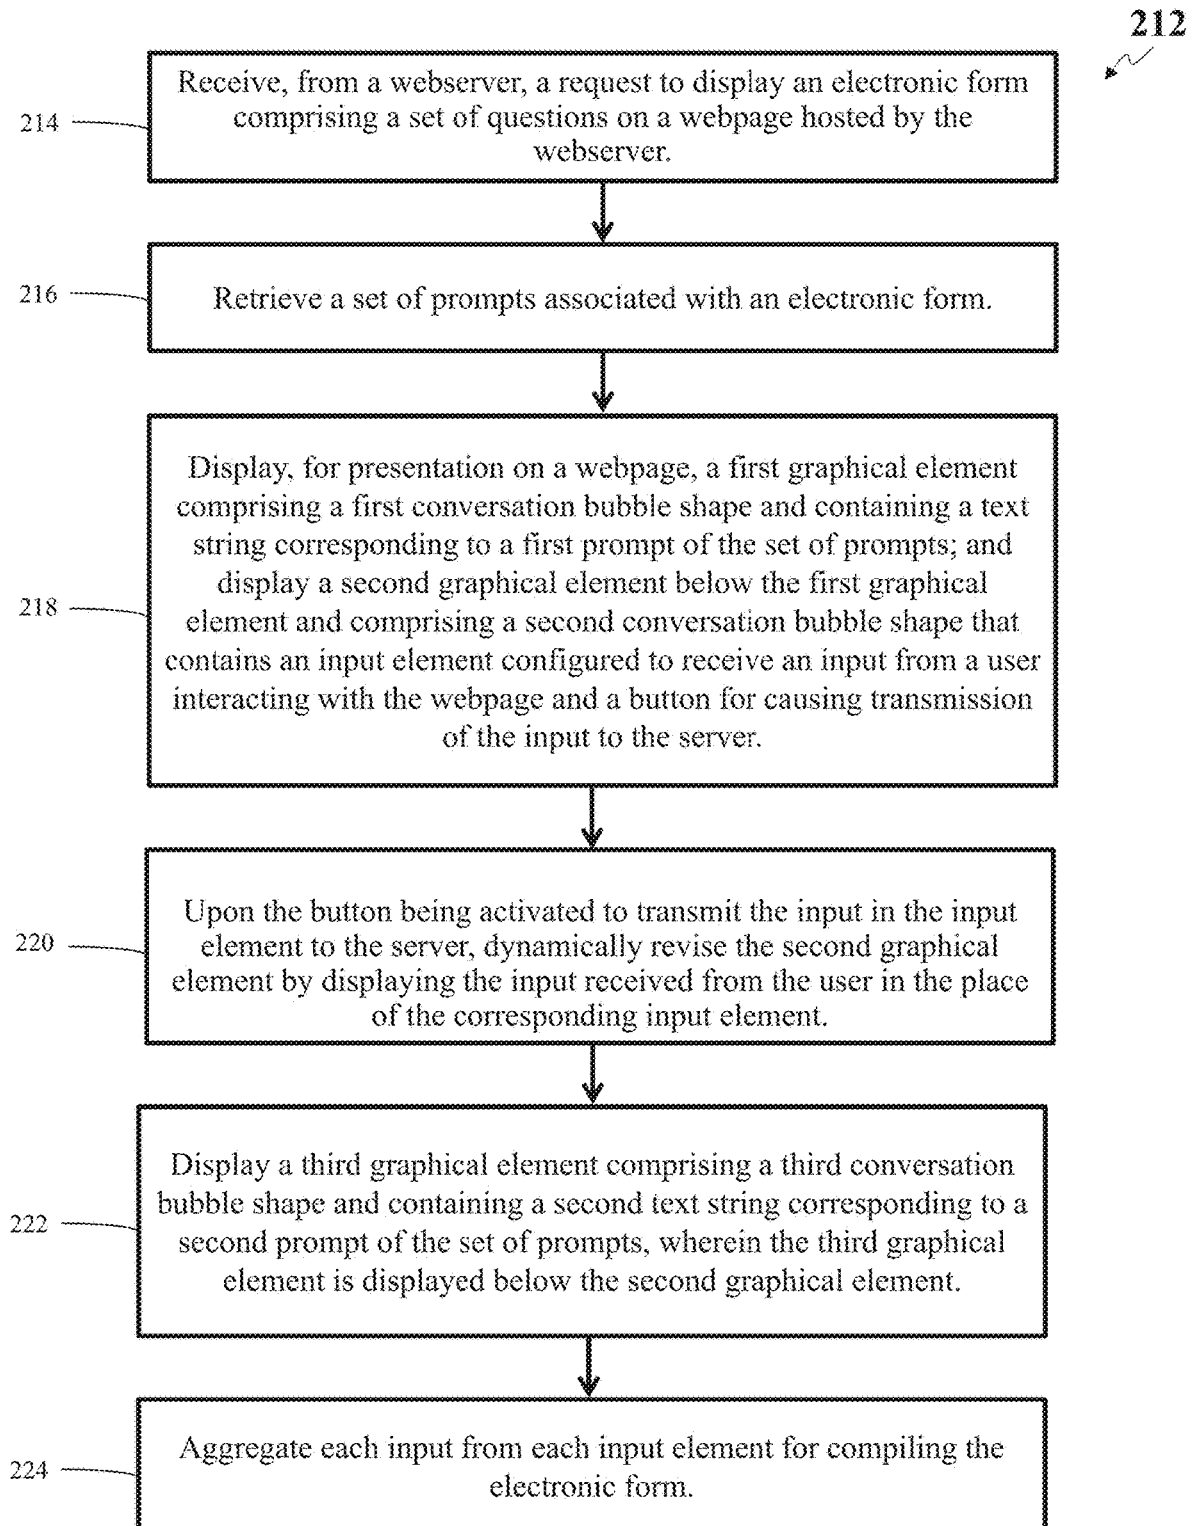 212
214
Receive, from a webserver, a request to display an electronic form
comprising a set of questions on a webpage hosted by the
webserver.
216
Retrieve a set of prompts associated with an electronic form.
218
Display, for presentation on a webpage, a first graphical element
comprising a first conversation bubble shape and containing a text
string corresponding to a first prompt of the set of prompts; and
display a second graphical element below the first graphical
element and comprising a second conversation bubble shape that
contains an input element configured to receive an input from a user
interacting with the webpage and a button for causing transmission
of the input to the server.
220
Upon the button being activated to transmit the input in the input
element to the server, dynamically revise the second graphical
element by displaying the input received from the user in the place
of the corresponding input element.
222
Display a third graphical element comprising a third conversation
bubble shape and containing a second text string corresponding to a
second prompt of the set of prompts, wherein the third graphical
element is displayed below the second graphical element.
224
Aggregate each input from each input element for compiling the
electronic form.